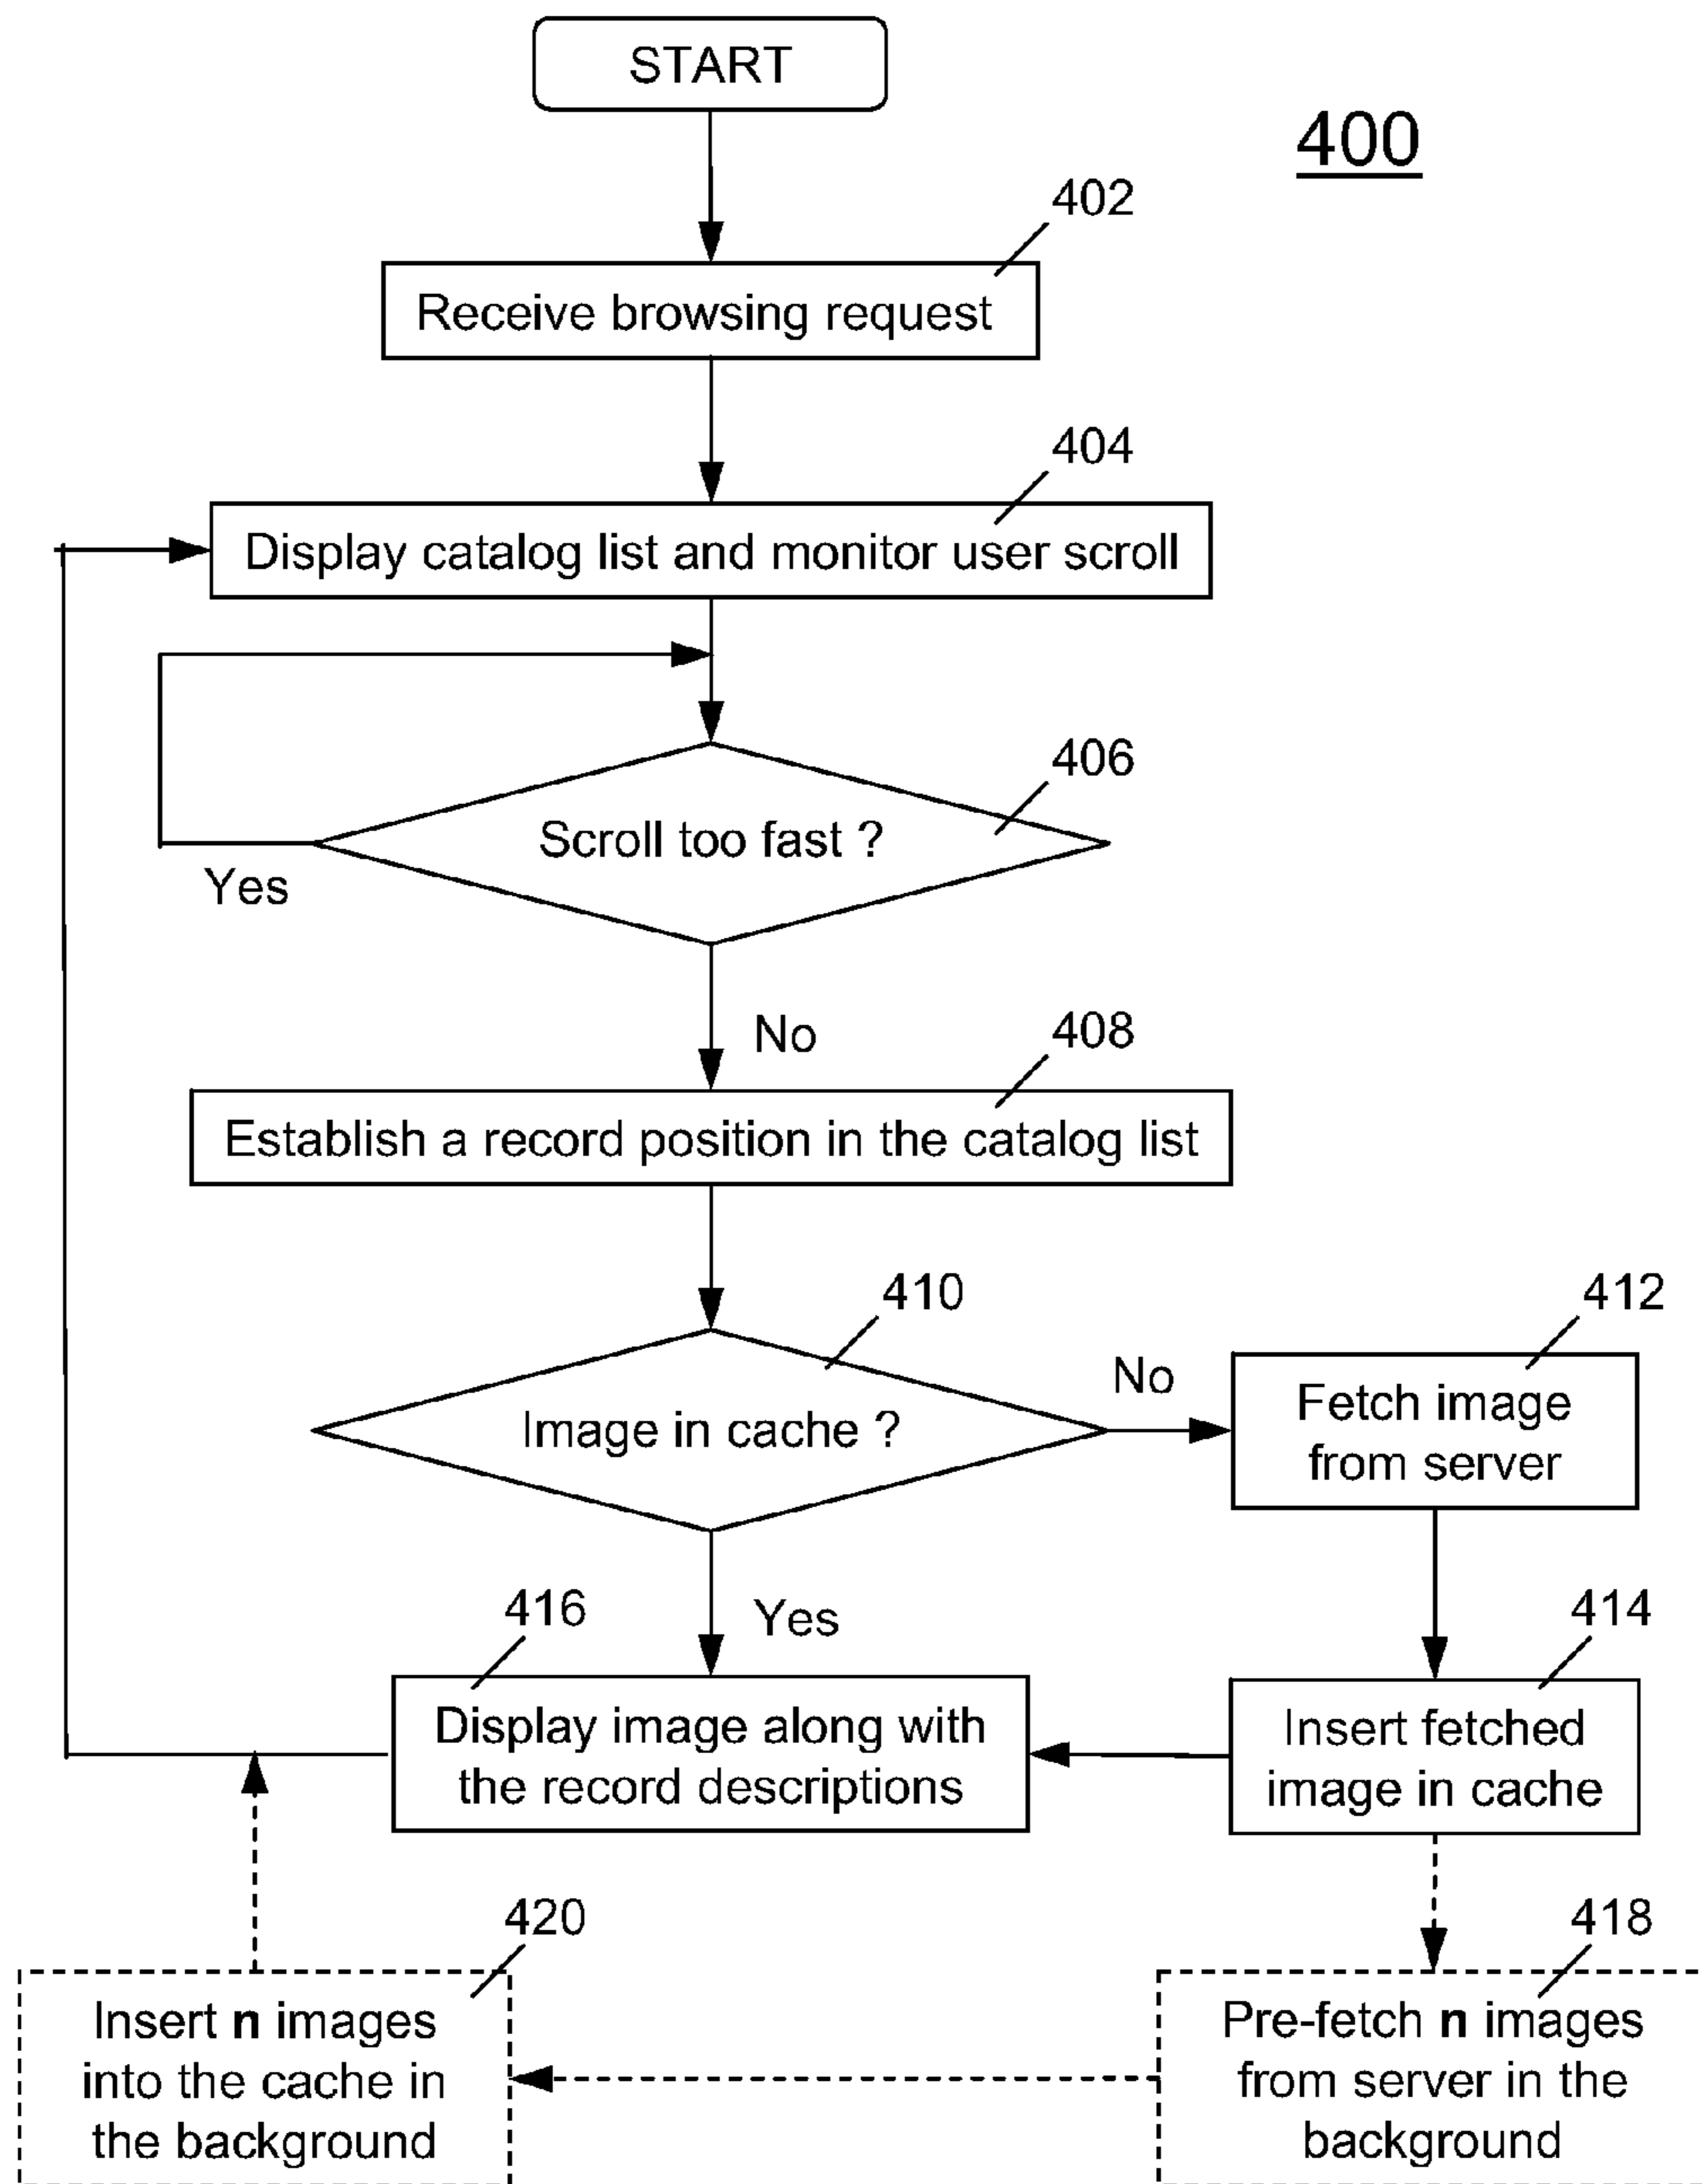 START
400
402
Receive browsing request
404
Display catalog list and monitor user scroll
406
Scroll too fast ?
Yes
No
408
Establish a record position in the catalog list
410
412
Image in cache ?
No
Fetch image
from server
416
Yes
414
Display image along with
the record descriptions
Insert fetched
image in cache
420
418
Insert n images
into the cache in
the background
Pre-fetch n images
from server in the
background